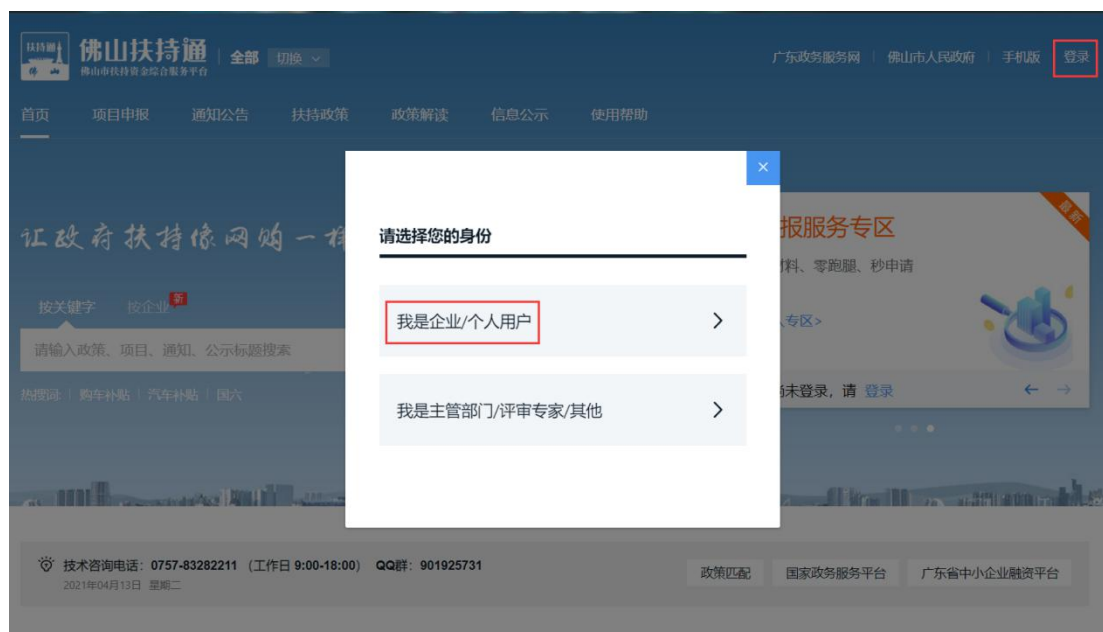 扶持通
佛山
佛山扶持通 全部 切换
佛山市扶持资金综合服务平台
广东政务服务网 佛山市人民政府 手机版 登录
首页 项目申报 通知公告 扶持政策 政策解读 信息公示 使用帮助
×
最新
让政府扶持像网购一样
请选择您的身份
报服务专区
料、零跑腿、秒申请
按关键字 按企业 新
我是企业/个人用户
专区>
请输入政策、项目、通知、公示标题搜索
热搜词: 购车补贴 汽车补贴 国六
我是主管部门/评审专家/其他
尚未登录，请 登录
技术咨询电话：0757-83282211 （工作日 9:00-18:00） QQ群：901925731
2021年04月13日 星期二
政策匹配 国家政务服务平台 广东省中小企业融资平台